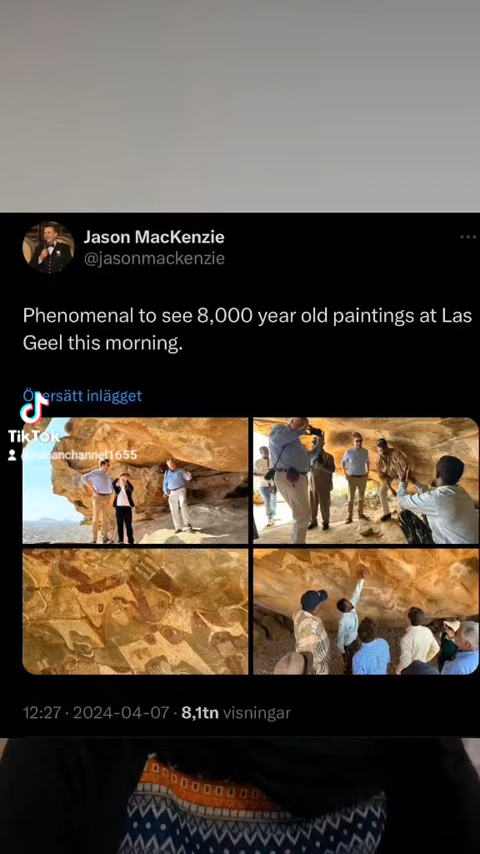 Jason MacKenzie
@jasonmackenzie
Phenomenal to see 8,000 year old paintings at Las
Geel this morning.
Översätt inlägget
TikTok
12:27 · 2024-04-07 · 8,1tn visningar